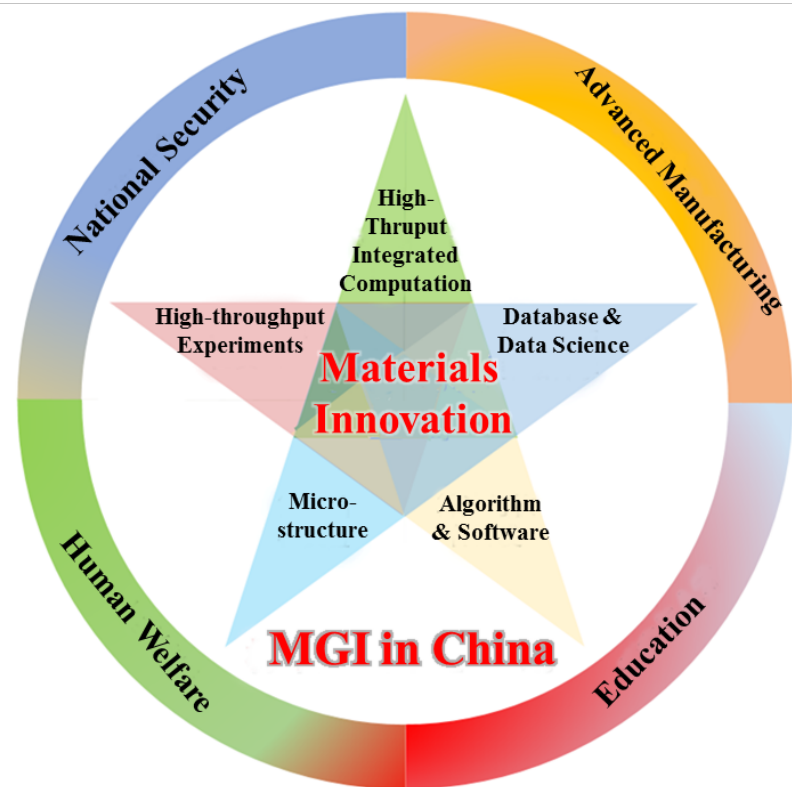 National Security
Advanced Manufacturing
High-
Thruput
Integrated
Computation
High-throughput
Experiments
Database &
Data Science
Materials
Innovation
Micro-
structure
Algorithm
& Software
Human Welfare
Education
MGI in China